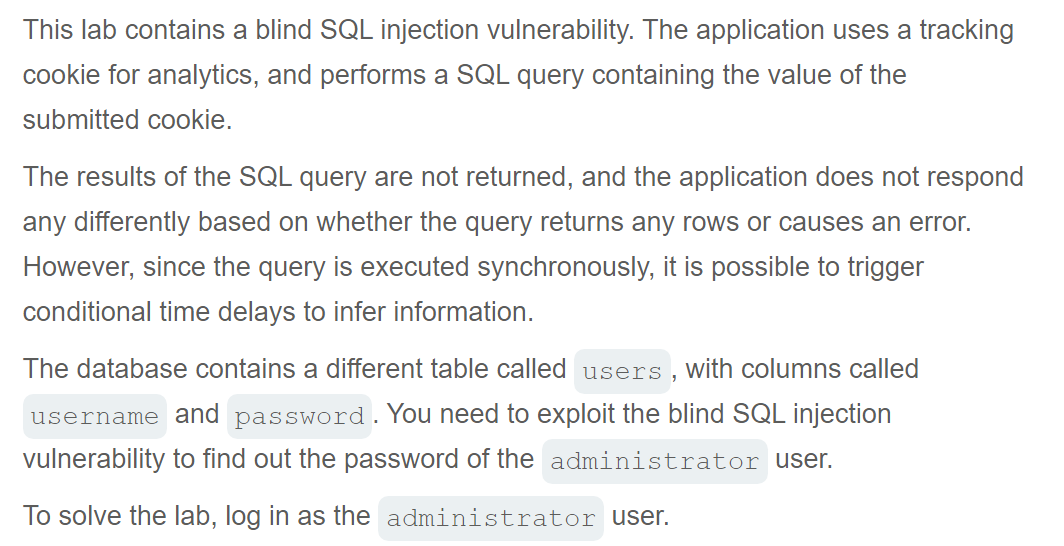 This lab contains a blind SQL injection vulnerability. The application uses a tracking
cookie for analytics, and performs a SQL query containing the value of the
submitted cookie.
The results of the SQL query are not returned, and the application does not respond
any differently based on whether the query returns any rows or causes an error.
However, since the query is executed synchronously, it is possible to trigger
conditional time delays to infer information.
The database contains a different table called users, with columns called
username and password. You need to exploit the blind SQL injection
vulnerability to find out the password of the administrator user.
To solve the lab, log in as the administrator user.